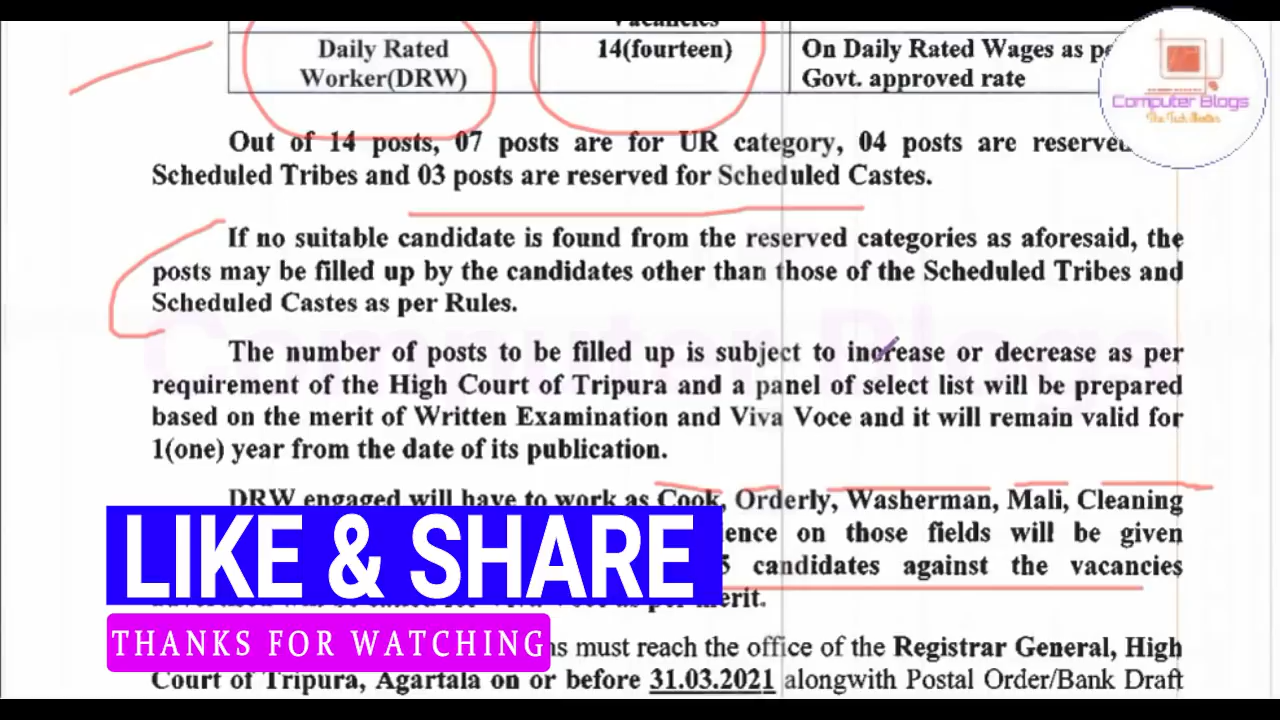 Vacancies
Daily Rated
Worker(DRW)
14(fourteen)
On Daily Rated Wages as
Govt. approved rate
Computer Blogs
The Tech Master
Out of 14 posts, 07 posts are for UR category, 04 posts are reserved
Scheduled Tribes and 03 posts are reserved for Scheduled Castes.
If no suitable candidate is found from the reserved categories as aforesaid, the
posts may be filled up by the candidates other than those of the Scheduled Tribes and
Scheduled Castes as per Rules.
Computer Blogs
The number of posts to be filled up is subject to increase or decrease as per
requirement of the High Court of Tripura and a panel of select list will be prepared
based on the merit of Written Examination and Viva Voce and it will remain valid for
1(one) year from the date of its publication.
DRW engaged will have to work as Cook, Orderly, Washerman, Mali, Cleaning
on those fields will be given
candidates against the vacancies
merit.
LIKE & SHARE
THANKS FOR WATCHING
must reach the office of the Registrar General, High
Court of Tripura, Agartala on or before 31.03.2021 alongwith Postal Order/Bank Draft